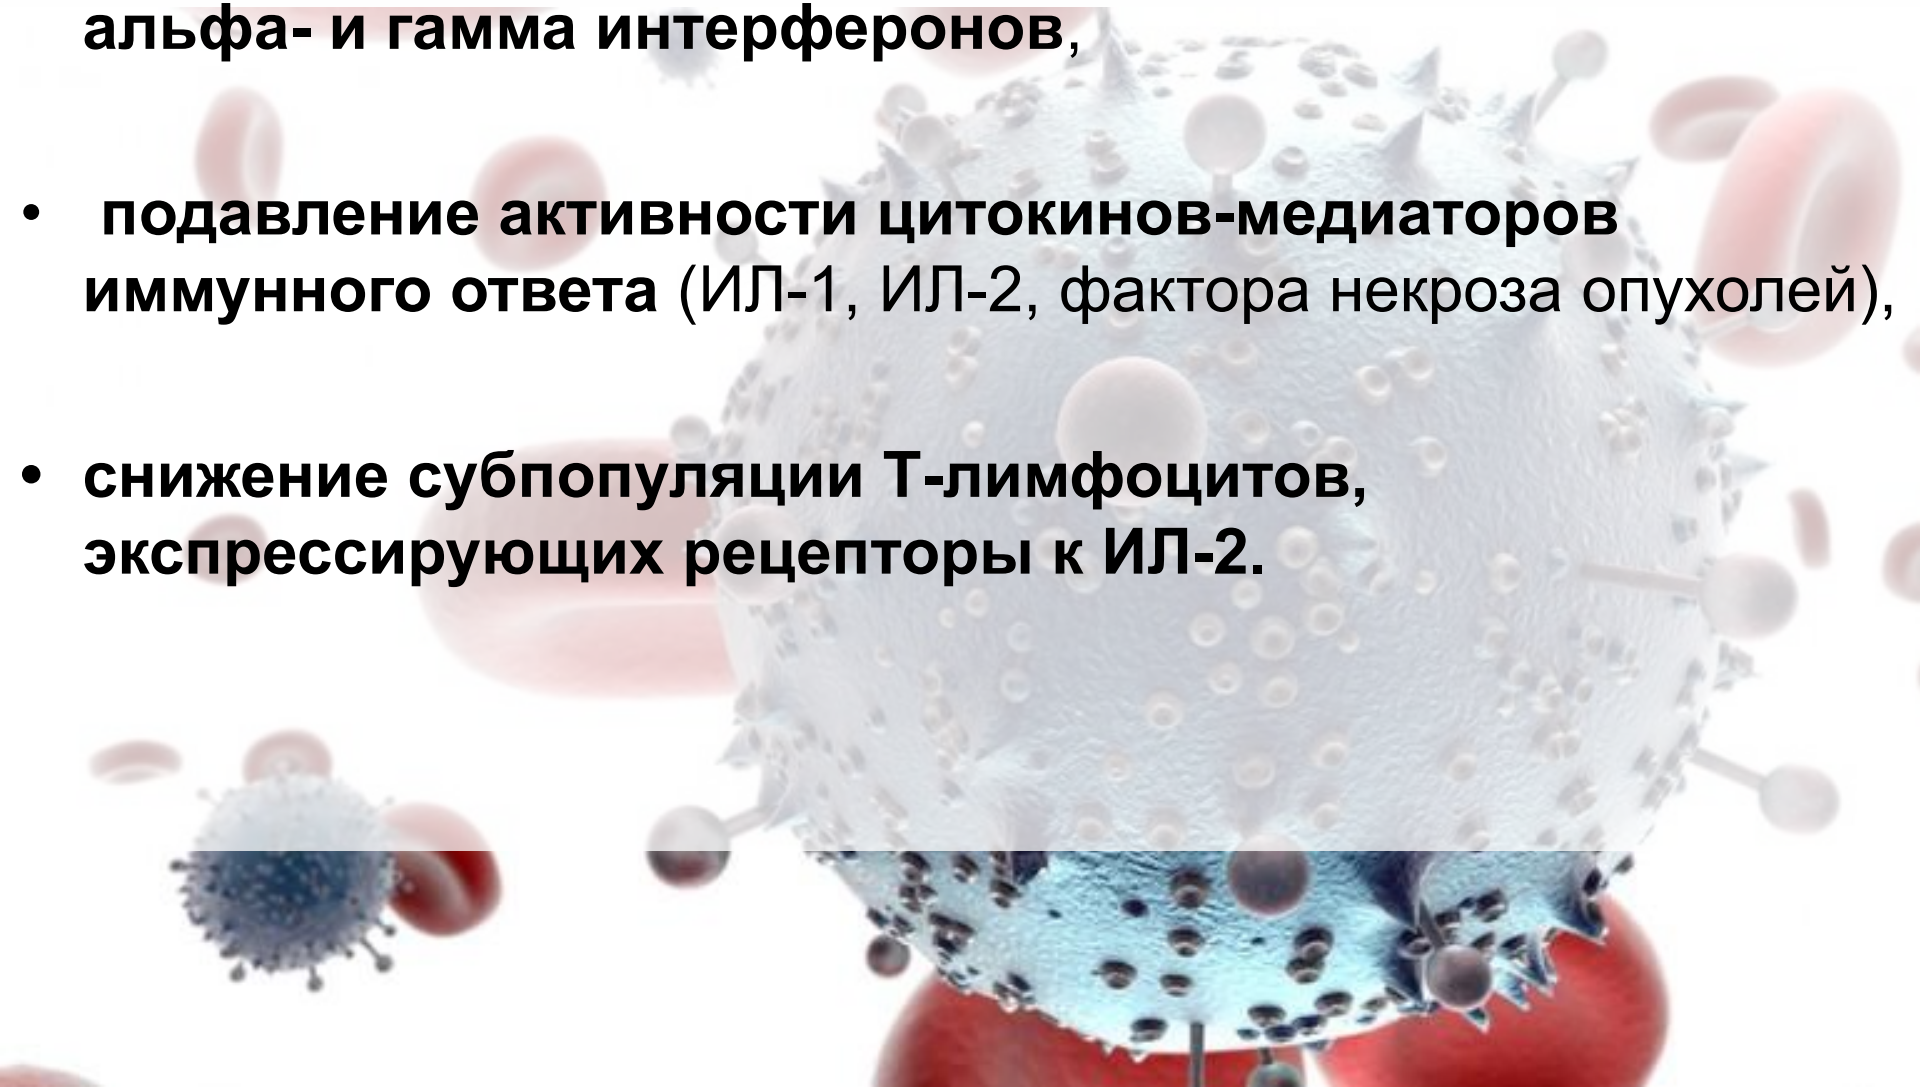 альфа- и гамма интерферонов,
• подавление активности цитокинов-медиаторов
иммунного ответа (ИЛ-1, ИЛ-2, фактора некроза опухолей),
• снижение субпопуляции Т-лимфоцитов,
экспрессирующих рецепторы к ИЛ-2.